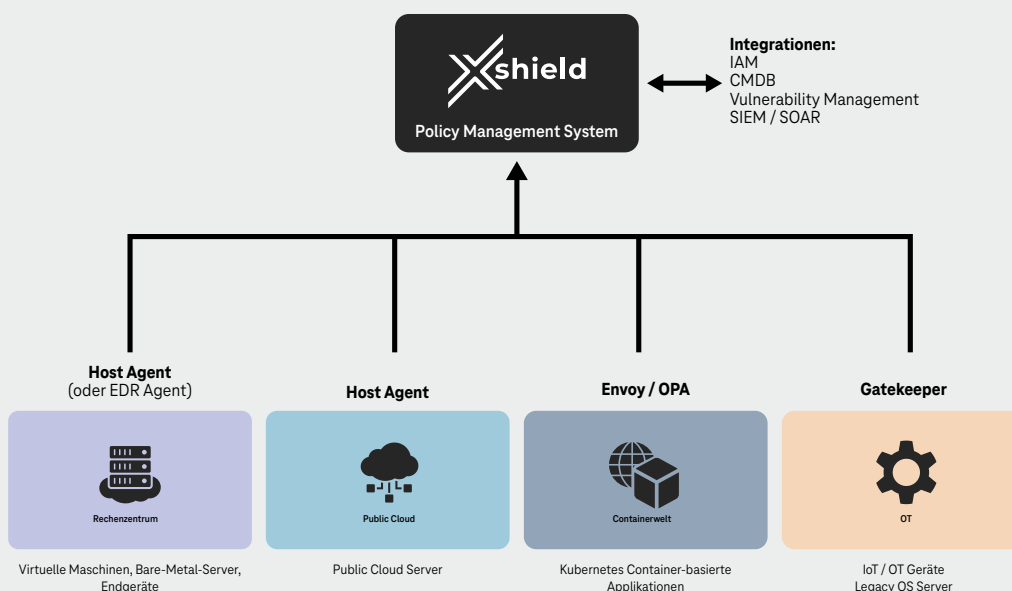 Xshield
Policy Management System
Integrationen:
IAM
CMDB
Vulnerability Management
SIEM / SOAR
Host Agent
(oder EDR Agent)
Host Agent
Envoy / OPA
Gatekeeper
Rechenzentrum
Public Cloud
Containerwelt
OT
Virtuelle Maschinen, Bare-Metal-Server,
Endgeräte
Public Cloud Server
Kubernetes Container-basierte
Applikationen
IoT / OT Geräte
Legacy OS Server